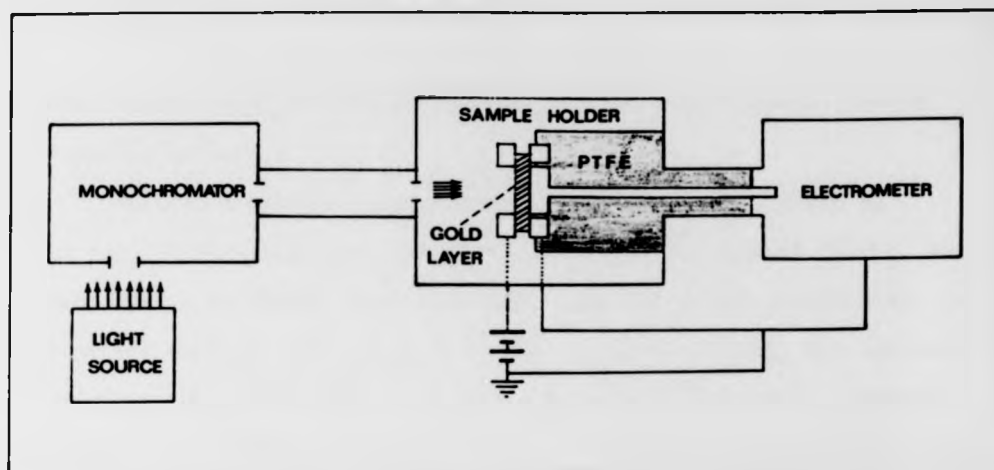 SAMPLE HOLDER
PTFE
MONOCHROMATOR
ELECTROMETER
GOLD
LAYER
LIGHT
SOURCE